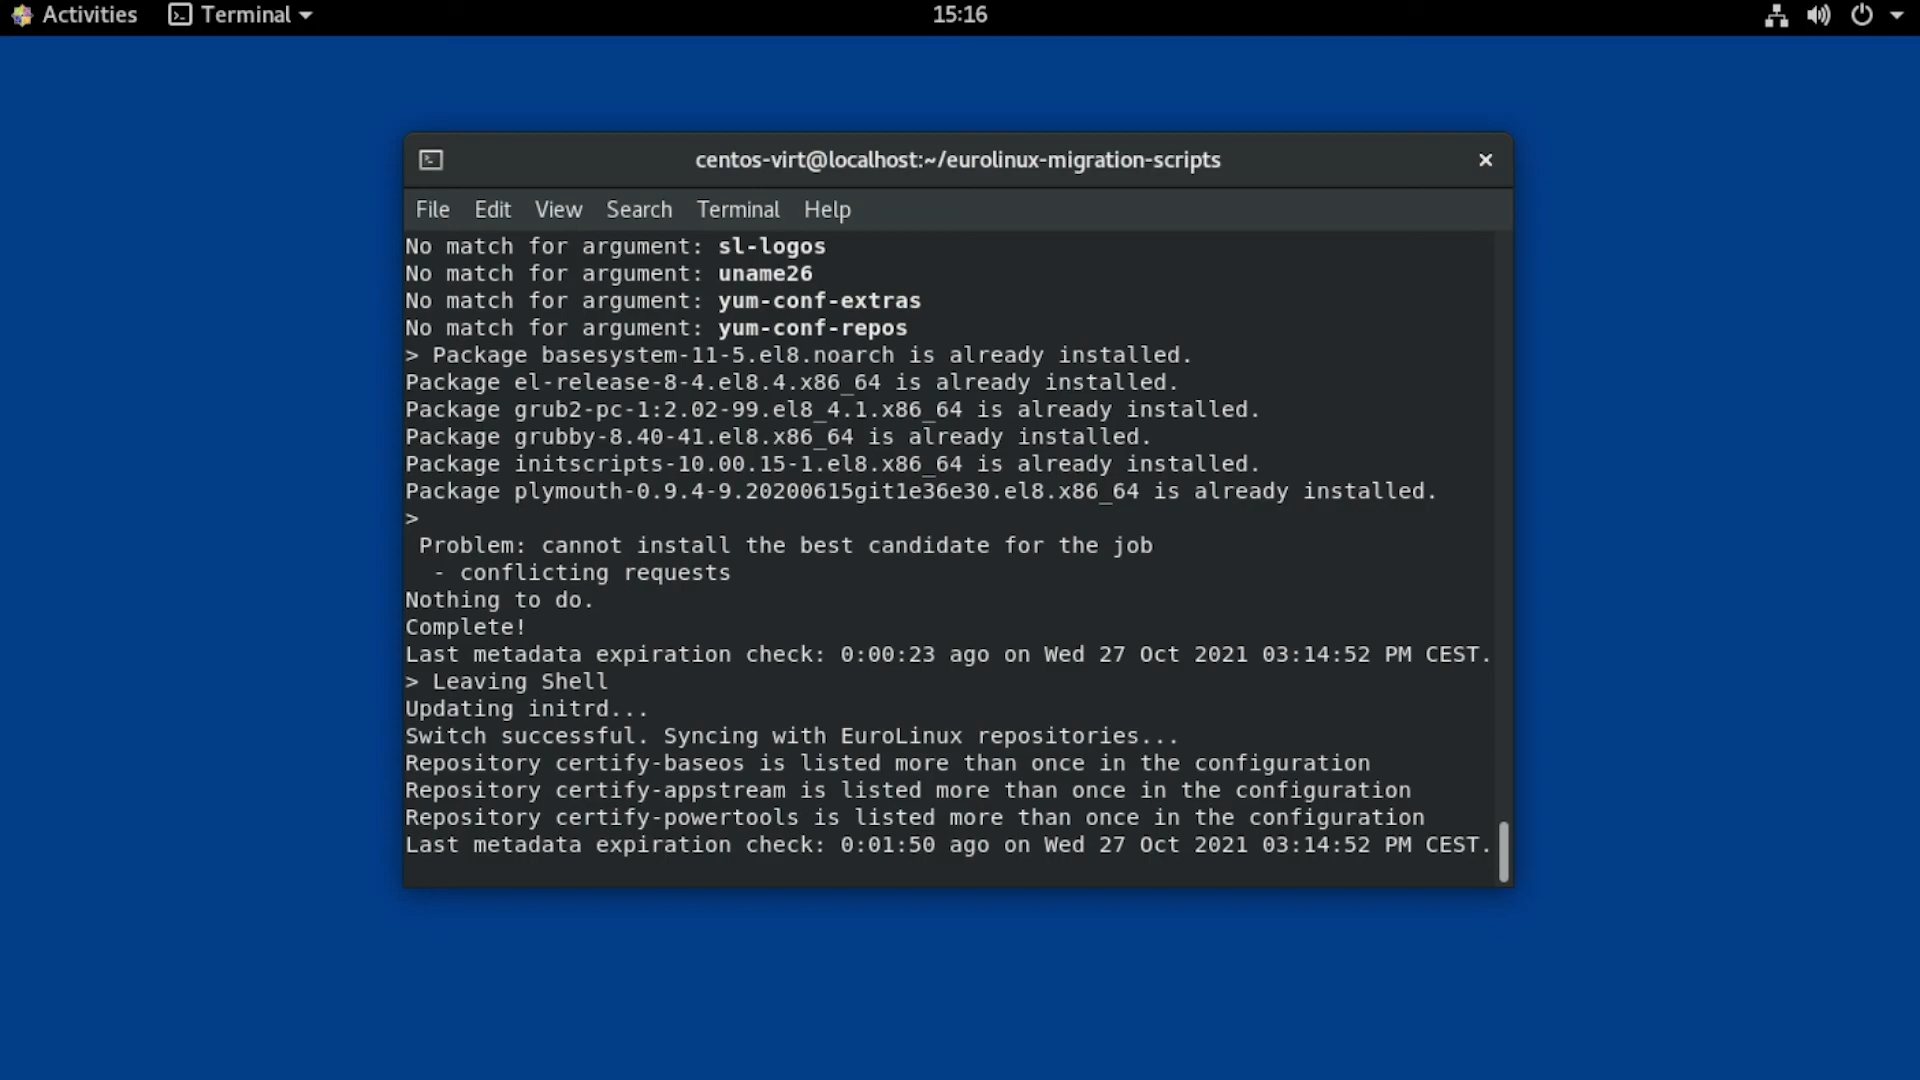 Activities Terminal 15:16
centos-virt@localhost:~/eurolinux-migration-scripts
File Edit View Search Terminal Help
No match for argument: sl-logos
No match for argument: uname26
No match for argument: yum-conf-extras
No match for argument: yum-conf-repos
> Package basesystem-11-5.el8.noarch is already installed.
Package el-release-8-4.el8.4.x86_64 is already installed.
Package grub2-pc-1:2.02-99.el8_4.1.x86_64 is already installed.
Package grubby-8.40-41.el8.x86_64 is already installed.
Package initscripts-10.00.15-1.el8.x86_64 is already installed.
Package plymouth-0.9.4-9.20200615git1e36e30.el8.x86_64 is already installed.
>
Problem: cannot install the best candidate for the job
- conflicting requests
Nothing to do.
Complete!
Last metadata expiration check: 0:00:23 ago on Wed 27 Oct 2021 03:14:52 PM CEST.
> Leaving Shell
Updating initrd...
Switch successful. Syncing with EuroLinux repositories...
Repository certify-baseos is listed more than once in the configuration
Repository certify-appstream is listed more than once in the configuration
Repository certify-powertools is listed more than once in the configuration
Last metadata expiration check: 0:01:50 ago on Wed 27 Oct 2021 03:14:52 PM CEST.